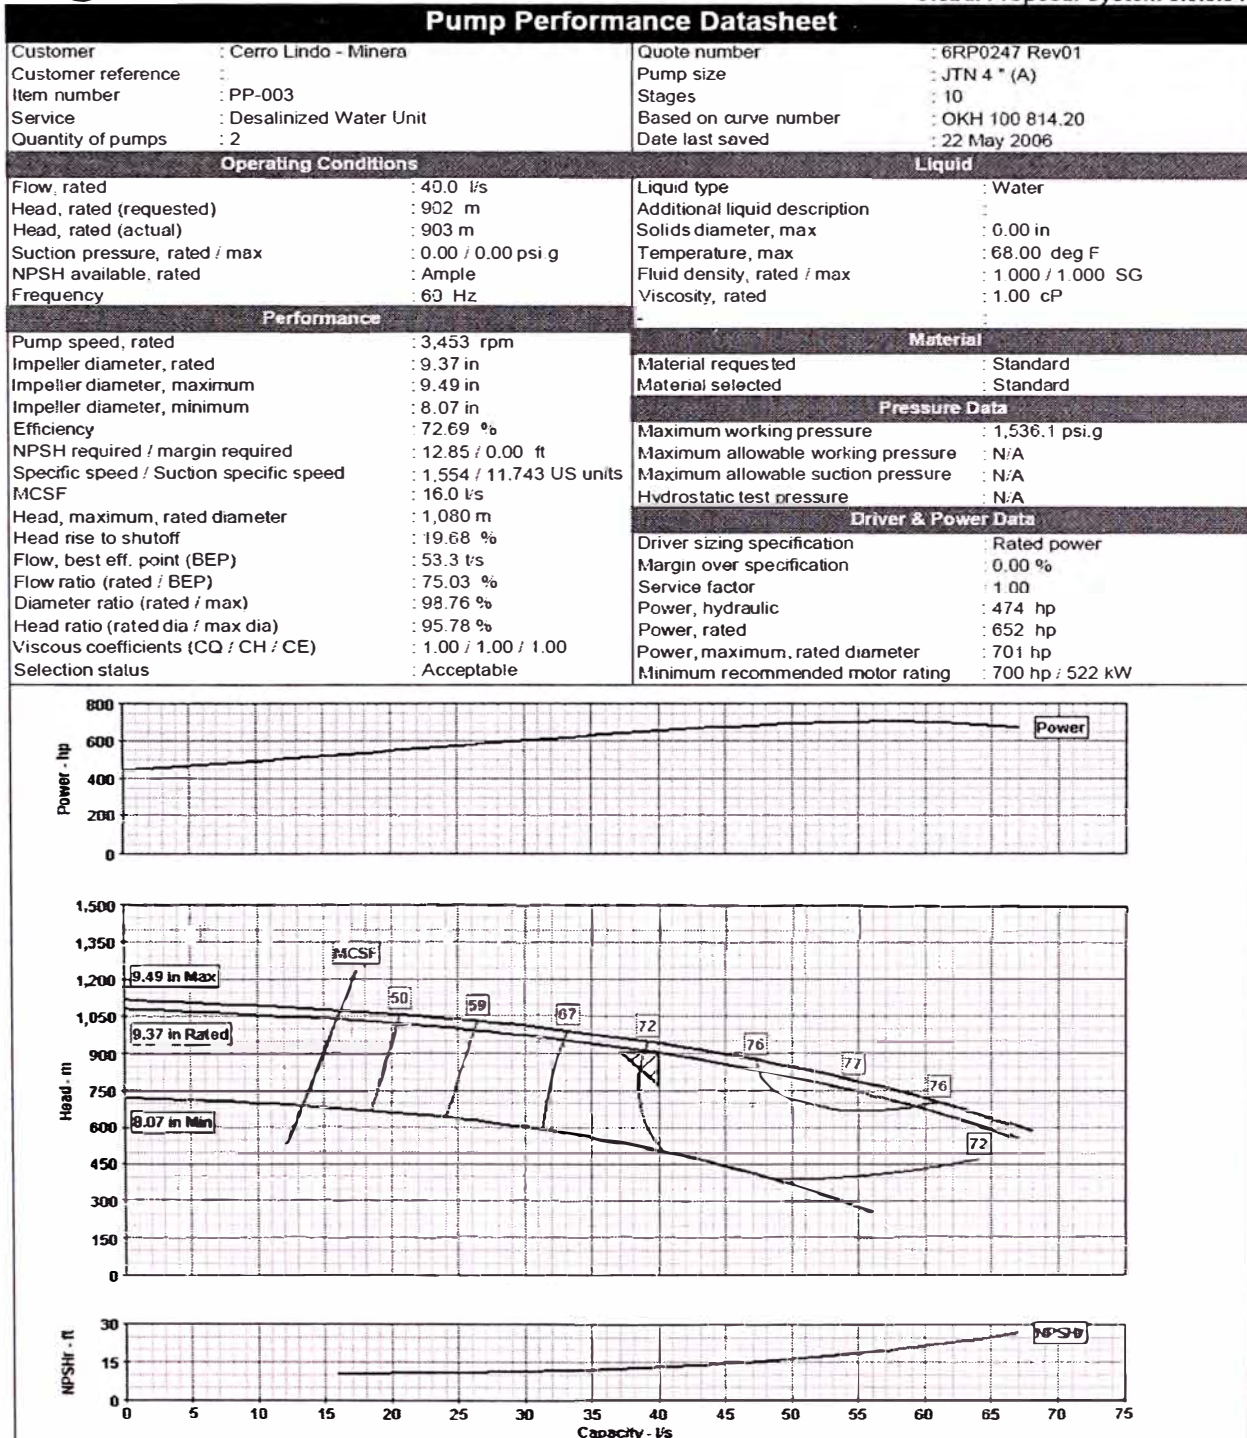 Pump Performance Datasheet
Customer : Cerro Lindo - Minera
Customer reference :
Item number : PP-003
Service : Desalinized Water Unit
Quantity of pumps : 2
Quote number : 6RP0247 Rev01
Pump size : JTN 4 " (A)
Stages : 10
Based on curve number : OKH 100 814.20
Date last saved : 22 May 2006
Operating Conditions
Flow, rated : 40.0 l/s
Head, rated (requested) : 902 m
Head, rated (actual) : 903 m
Suction pressure, rated / max : 0.00 / 0.00 psi.g
NPSH available, rated : Ample
Frequency : 60 Hz
Liquid
Liquid type : Water
Additional liquid description :
Solids diameter, max : 0.00 in
Temperature, max : 68.00 deg F
Fluid density, rated / max : 1.000 / 1.000 SG
Viscosity, rated : 1.00 cP
- :
Performance
Pump speed, rated : 3,453 rpm
Impeller diameter, rated : 9.37 in
Impeller diameter, maximum : 9.49 in
Impeller diameter, minimum : 8.07 in
Efficiency : 72.69 %
NPSH required / margin required : 12.85 / 0.00 ft
Specific speed / Suction specific speed : 1,554 / 11,743 US units
MCSF : 16.0 l/s
Head, maximum, rated diameter : 1,080 m
Head rise to shutoff : 19.68 %
Flow, best eff. point (BEP) : 53.3 l/s
Flow ratio (rated / BEP) : 75.03 %
Diameter ratio (rated / max) : 98.76 %
Head ratio (rated dia / max dia) : 95.78 %
Viscous coefficients (CQ / CH / CE) : 1.00 / 1.00 / 1.00
Selection status : Acceptable
Material
Material requested : Standard
Material selected : Standard
Pressure Data
Maximum working pressure : 1,536.1 psi.g
Maximum allowable working pressure : N/A
Maximum allowable suction pressure : N/A
Hydrostatic test pressure : N/A
Driver & Power Data
Driver sizing specification : Rated power
Margin over specification : 0.00 %
Service factor : 1.00
Power, hydraulic : 474 hp
Power, rated : 652 hp
Power, maximum, rated diameter : 701 hp
Minimum recommended motor rating : 700 hp / 522 kW
Power - hp
800
600
400
200
0
Power
Head - m
1,500
1,350
1,200
1,050
900
750
600
450
300
150
0
MCSF
9.49 in Max
9.37 in Rated
8.07 in Min
50
59
67
72
76
77
76
72
NPSHr - ft
30
15
0
NPSHr
0 5 10 15 20 25 30 35 40 45 50 55 60 65 70 75
Capacity - l/s